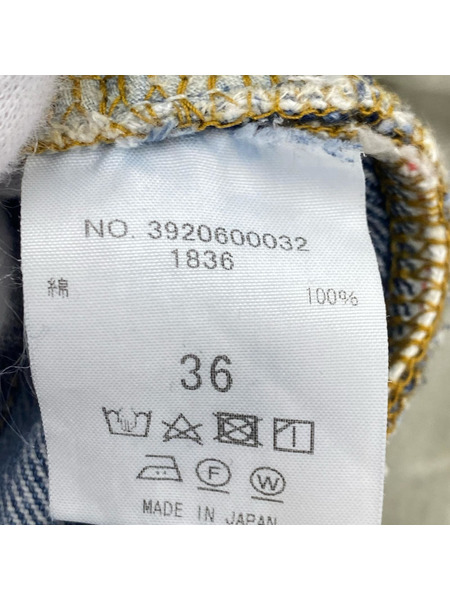 NO. 3920600032
1836
綿 100%
36
F W
MADE IN JAPAN